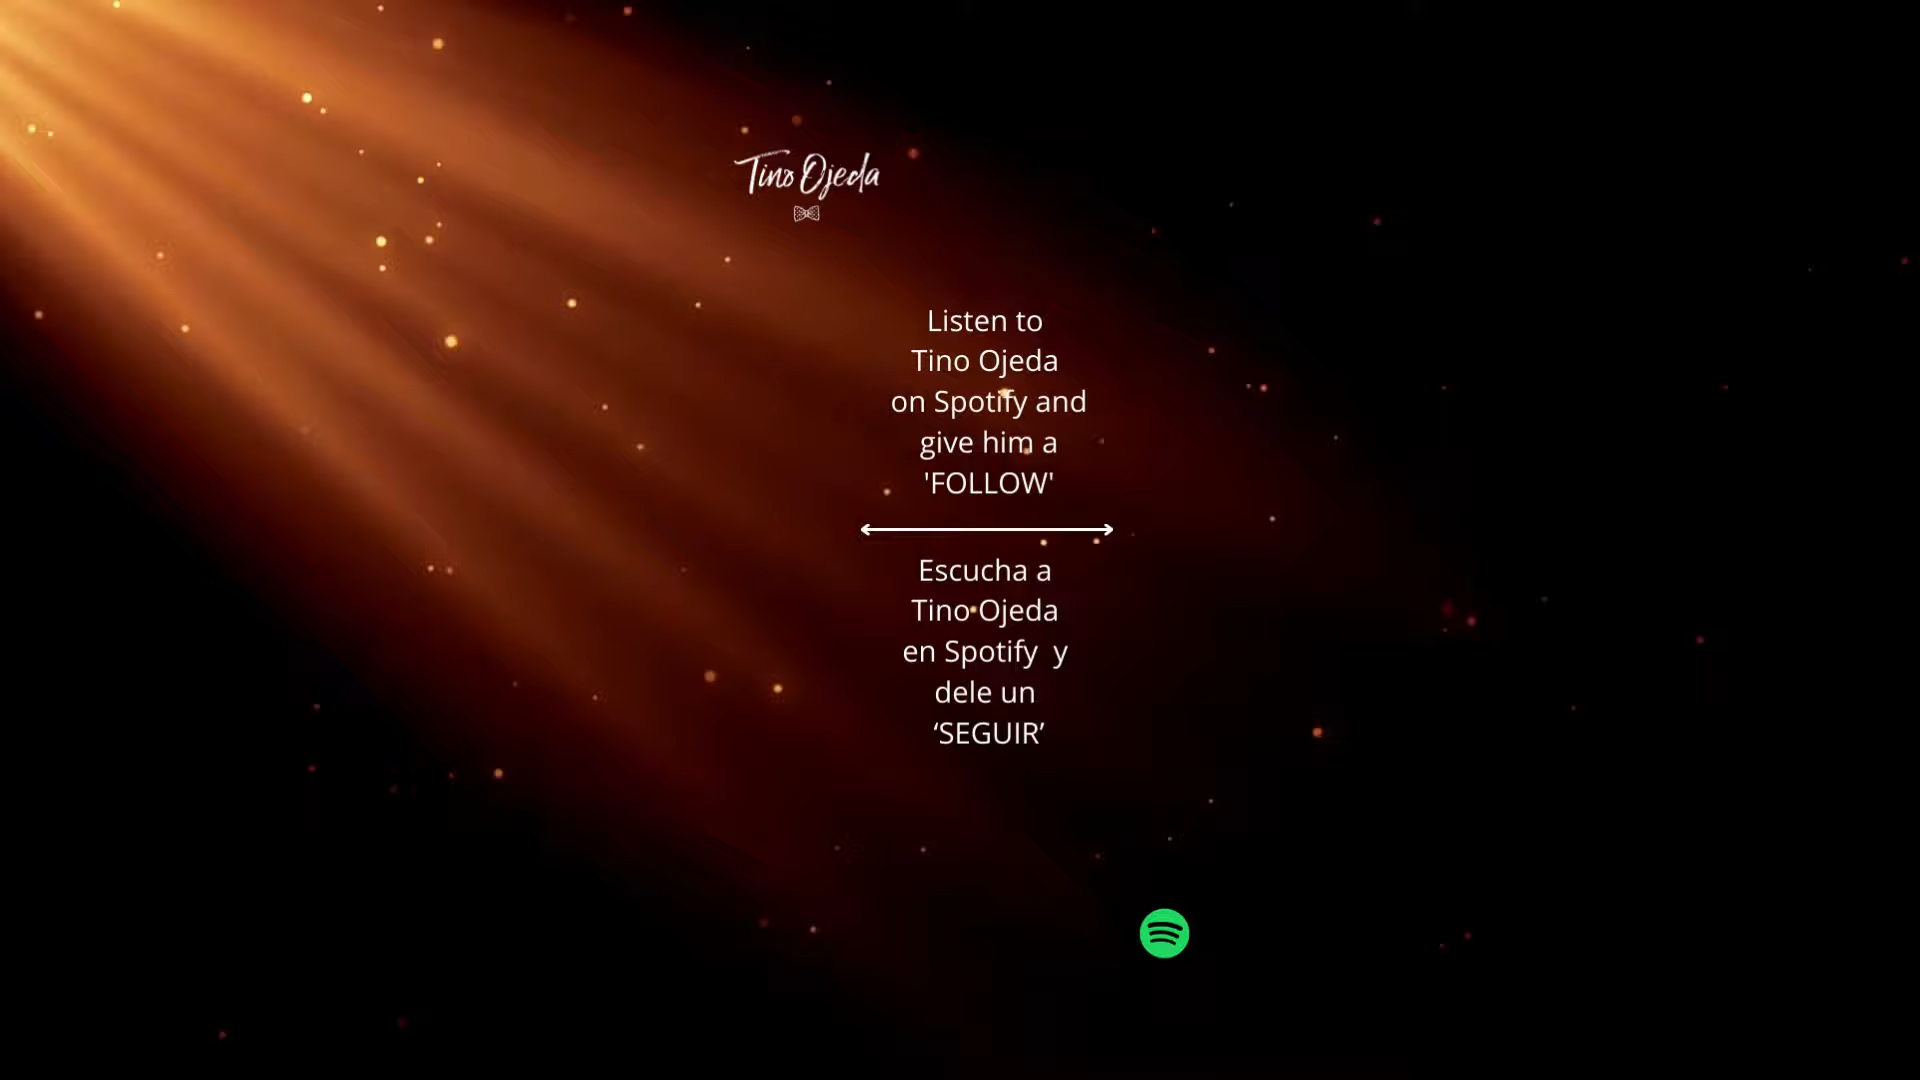 Tino Ojeda
Listen to
Tino Ojeda
on Spotify and
give him a
'FOLLOW'
Escucha a
Tino Ojeda
en Spotify  y
dele un
‘SEGUIR’